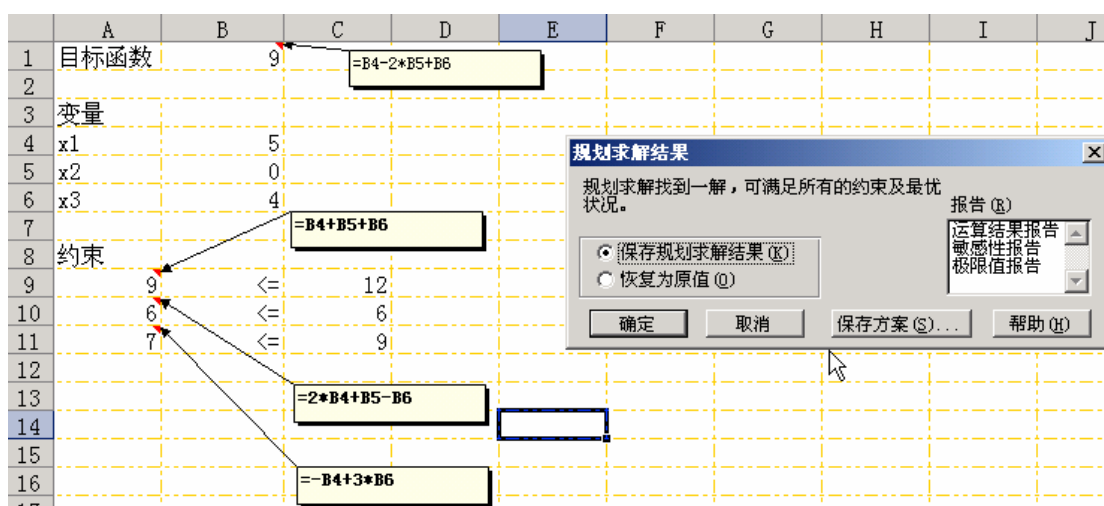 A B C D E F G H I J
1 目标函数 9 =B4-2*B5+B6
2
3 变量
4 x1 5
5 x2 0
6 x3 4
7 =B4+B5+B6
8 约束
9 9 <= 12
10 6 <= 6
11 7 <= 9
12
13 =2*B4+B5-B6
14
15
16 =-B4+3*B6
规划求解结果
规划求解找到一解，可满足所有的约束及最优
状况。
报告(R)
运算结果报告
敏感性报告
极限值报告
保存规划求解结果(K)
恢复为原值(O)
确定 取消 保存方案(S)... 帮助(H)